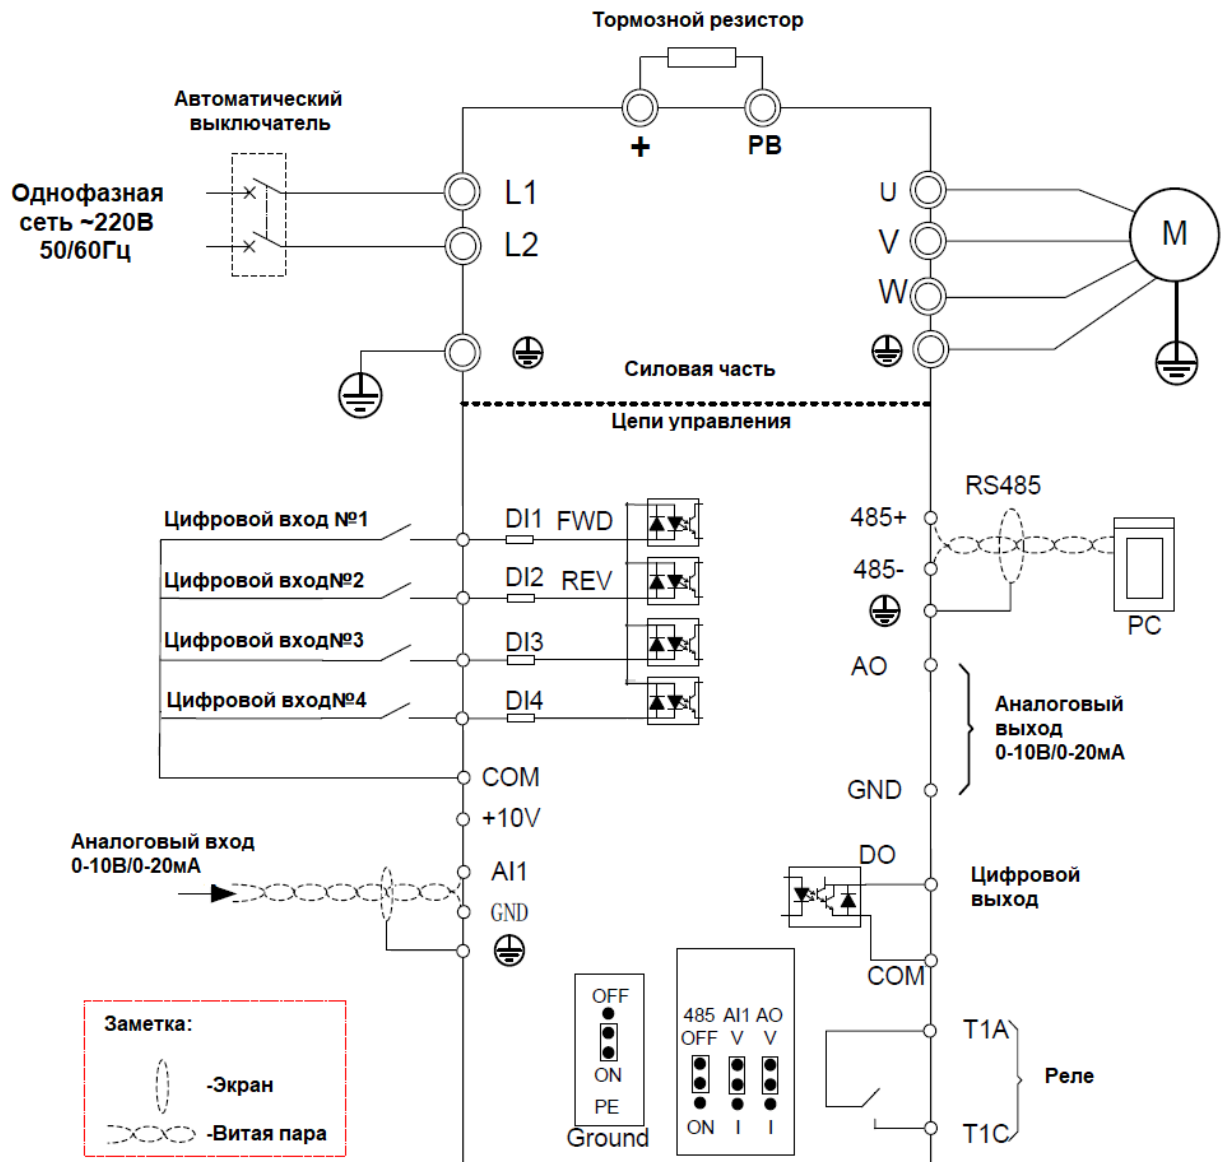 Тормозной резистор
+
PB
Автоматический
выключатель
Однофазная
сеть ~220В
50/60Гц
L1
L2
U
V
W
M
Силовая часть
Цепи управления
Цифровой вход №1
DI1
FWD
Цифровой вход№2
DI2
REV
Цифровой вход№3
DI3
Цифровой вход№4
DI4
COM
+10V
Аналоговый вход
0-10В/0-20мА
AI1
GND
RS485
485+
485-
PC
AO
Аналоговый
выход
0-10В/0-20мА
GND
DO
Цифровой
выход
COM
T1A
Реле
T1C
OFF
ON
PE
Ground
485 AI1 AO
OFF V V
ON I I
Заметка:
-Экран
-Витая пара